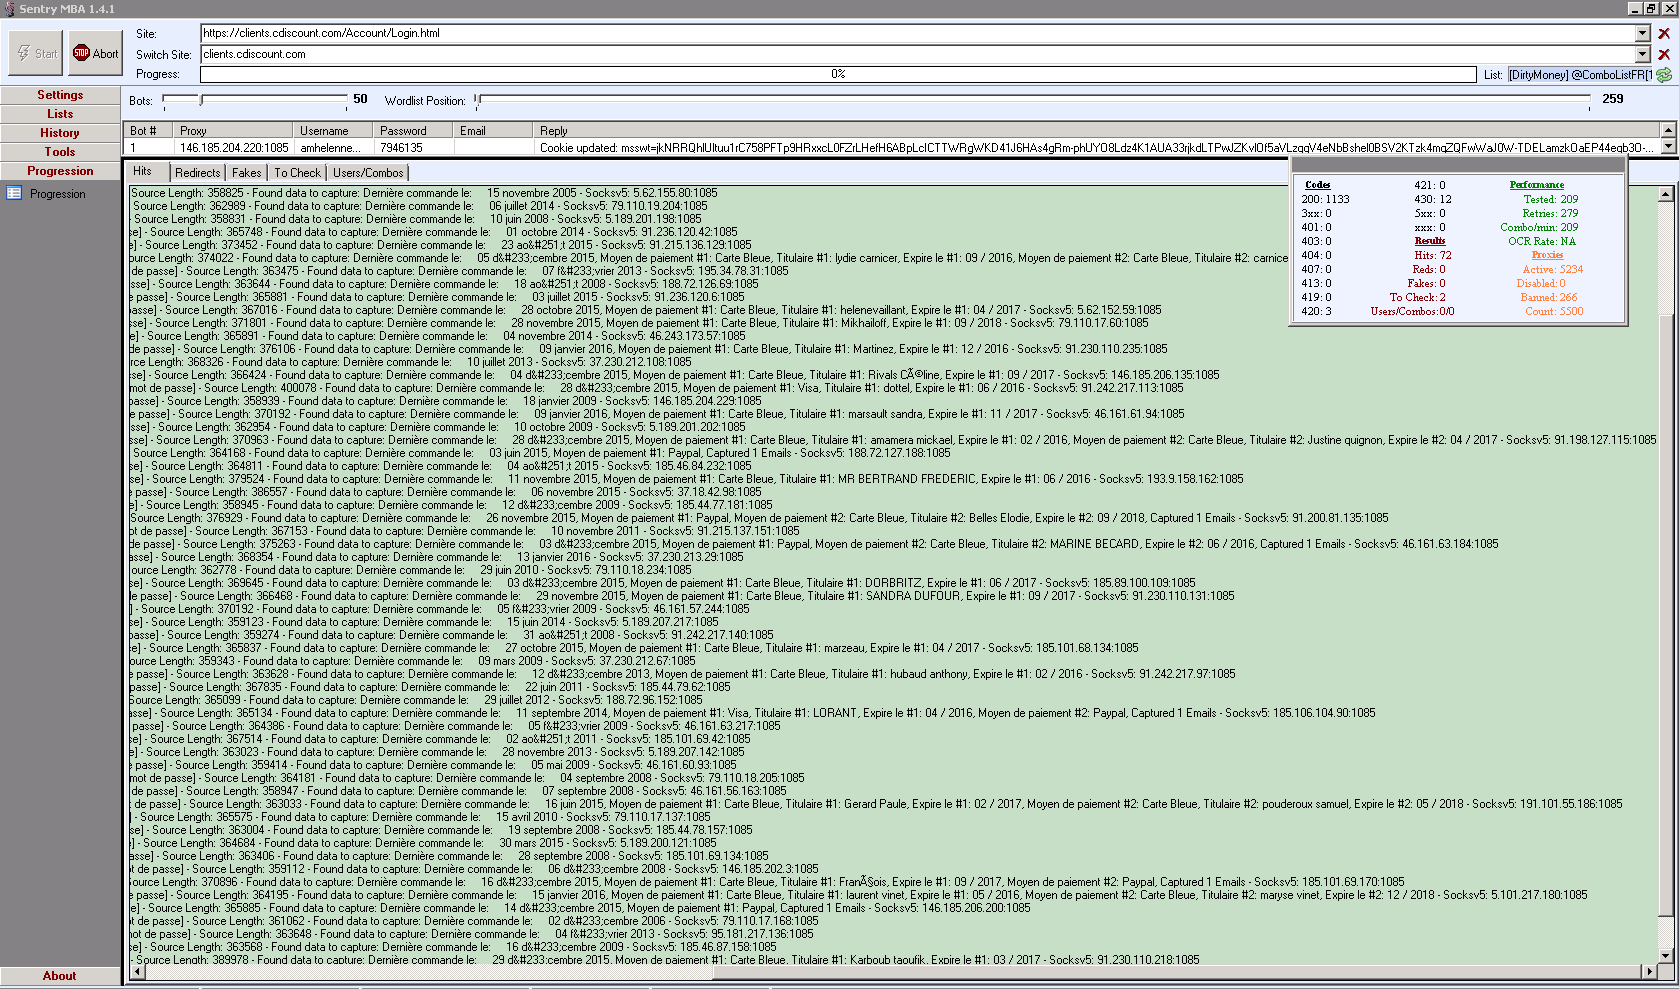 Sentry MBA 1.4.1
Start
Abort
Site: https://clients.cdiscount.com/Account/Login.html
Switch Site: clients.cdiscount.com
Progress: 0% List: [DirtyMoney] @ComboListFR[1
Settings
Lists
History
Tools
Progression
Progression
About
Bots: 50 Wordlist Position: 259
Bot # Proxy Username Password Email Reply
1 146.185.204.220:1085 amhelenne... 7946135 Cookie updated:
Hits Redirects Fakes To Check Users/Combos
Codes
200: 1133
3xx: 0
401: 0
403: 0
404: 0
407: 0
413: 0
419: 0
420: 3
421: 0
430: 12
5xx: 0
xxx: 0
Results
Hits: 72
Reds: 0
Fakes: 0
To Check: 2
Users/Combos:0/0
Performance
Tested: 209
Retries: 279
Combo/min: 209
OCR Rate: NA
Proxies
Active: 5234
Disabled: 0
Banned: 266
Count: 5500
Source Length: 358825 - Found data to capture: Dernière commande le: 15 novembre 2005 - Socksv5: 5.62.155.80:1085
Source Length: 362989 - Found data to capture: Dernière commande le: 06 juillet 2014 - Socksv5: 79.110.19.204:1085
- Source Length: 358831 - Found data to capture: Dernière commande le: 10 juin 2008 - Socksv5: 5.189.201.198:1085
e] - Source Length: 365748 - Found data to capture: Dernière commande le: 01 octobre 2014 - Socksv5: 91.236.120.42:1085
] - Source Length: 373452 - Found data to capture: Dernière commande le: 23 ao&#251;t 2015 - Socksv5: 91.215.136.129:1085
ource Length: 374022 - Found data to capture: Dernière commande le: 05 d&#233;cembre 2015, Moyen de paiement #1: Carte Bleue, Titulaire #1: lydie carnicer, Expire le #1: 09 / 2016, Moyen de paiement #2: Carte Bleue, Titulaire #2: carnice
de passe] - Source Length: 363475 - Found data to capture: Dernière commande le: 07 f&#233;vrier 2013 - Socksv5: 195.34.78.31:1085
sse] - Source Length: 363644 - Found data to capture: Dernière commande le: 18 ao&#251;t 2008 - Socksv5: 188.72.126.69:1085
e passe] - Source Length: 365881 - Found data to capture: Dernière commande le: 03 juillet 2015 - Socksv5: 91.236.120.6:1085
passe] - Source Length: 367016 - Found data to capture: Dernière commande le: 28 octobre 2015, Moyen de paiement #1: Carte Bleue, Titulaire #1: helenevaillant, Expire le #1: 04 / 2017 - Socksv5: 5.62.152.59:1085
sse] - Source Length: 371801 - Found data to capture: Dernière commande le: 28 novembre 2015, Moyen de paiement #1: Carte Bleue, Titulaire #1: Mikhailoff, Expire le #1: 09 / 2018 - Socksv5: 79.110.17.60:1085
se] - Source Length: 365891 - Found data to capture: Dernière commande le: 04 novembre 2014 - Socksv5: 46.243.173.57:1085
de passe] - Source Length: 376106 - Found data to capture: Dernière commande le: 09 janvier 2016, Moyen de paiement #1: Carte Bleue, Titulaire #1: Martinez, Expire le #1: 12 / 2016 - Socksv5: 91.230.110.235:1085
rce Length: 368326 - Found data to capture: Dernière commande le: 10 juillet 2013 - Socksv5: 37.230.212.108:1085
sse] - Source Length: 366424 - Found data to capture: Dernière commande le: 04 d&#233;cembre 2015, Moyen de paiement #1: Carte Bleue, Titulaire #1: Rivals CÃ©line, Expire le #1: 09 / 2017 - Socksv5: 146.185.206.135:1085
mot de passe] - Source Length: 400078 - Found data to capture: Dernière commande le: 28 d&#233;cembre 2015, Moyen de paiement #1: Visa, Titulaire #1: dottel, Expire le #1: 06 / 2016 - Socksv5: 91.242.217.113:1085
passe] - Source Length: 358939 - Found data to capture: Dernière commande le: 18 janvier 2009 - Socksv5: 146.185.204.229:1085
e passe] - Source Length: 370192 - Found data to capture: Dernière commande le: 09 janvier 2016, Moyen de paiement #1: Carte Bleue, Titulaire #1: marsault sandra, Expire le #1: 11 / 2017 - Socksv5: 46.161.61.94:1085
sse] - Source Length: 362954 - Found data to capture: Dernière commande le: 10 octobre 2009 - Socksv5: 5.189.201.202:1085
se] - Source Length: 370963 - Found data to capture: Dernière commande le: 28 d&#233;cembre 2015, Moyen de paiement #1: Carte Bleue, Titulaire #1: amamera mickael, Expire le #1: 02 / 2016, Moyen de paiement #2: Carte Bleue, Titulaire #2: Justine quignon, Expire le #2: 04 / 2017 - Socksv5: 91.198.127.115:1085
Source Length: 364168 - Found data to capture: Dernière commande le: 03 juin 2015, Moyen de paiement #1: Paypal, Captured 1 Emails - Socksv5: 188.72.127.188:1085
se] - Source Length: 364811 - Found data to capture: Dernière commande le: 04 ao&#251;t 2015 - Socksv5: 185.46.84.232:1085
sse] - Source Length: 379524 - Found data to capture: Dernière commande le: 11 novembre 2015, Moyen de paiement #1: Carte Bleue, Titulaire #1: MR BERTRAND FREDERIC, Expire le #1: 06 / 2016 - Socksv5: 193.9.158.162:1085
sse] - Source Length: 386557 - Found data to capture: Dernière commande le: 06 novembre 2015 - Socksv5: 37.18.42.98:1085
e] - Source Length: 358945 - Found data to capture: Dernière commande le: 12 d&#233;cembre 2009 - Socksv5: 185.44.77.181:1085
Source Length: 376929 - Found data to capture: Dernière commande le: 26 novembre 2015, Moyen de paiement #1: Paypal, Moyen de paiement #2: Carte Bleue, Titulaire #2: Belles Elodie, Expire le #2: 09 / 2018, Captured 1 Emails - Socksv5: 91.200.81.135:1085
ot de passe] - Source Length: 367153 - Found data to capture: Dernière commande le: 10 novembre 2011 - Socksv5: 91.215.137.151:1085
de passe] - Source Length: 375263 - Found data to capture: Dernière commande le: 03 d&#233;cembre 2015, Moyen de paiement #1: Paypal, Moyen de paiement #2: Carte Bleue, Titulaire #2: MARINE BECARD, Expire le #2: 06 / 2016, Captured 1 Emails - Socksv5: 46.161.63.184:1085
passe] - Source Length: 368354 - Found data to capture: Dernière commande le: 13 janvier 2016 - Socksv5: 37.230.213.29:1085
ource Length: 362778 - Found data to capture: Dernière commande le: 29 juin 2010 - Socksv5: 79.110.18.234:1085
sse] - Source Length: 369645 - Found data to capture: Dernière commande le: 03 d&#233;cembre 2015, Moyen de paiement #1: Carte Bleue, Titulaire #1: DORBRITZ, Expire le #1: 06 / 2017 - Socksv5: 185.89.100.109:1085
de passe] - Source Length: 366468 - Found data to capture: Dernière commande le: 29 novembre 2015, Moyen de paiement #1: Carte Bleue, Titulaire #1: SANDRA DUFOUR, Expire le #1: 09 / 2017 - Socksv5: 91.230.110.131:1085
] - Source Length: 370192 - Found data to capture: Dernière commande le: 05 f&#233;vrier 2009 - Socksv5: 46.161.57.244:1085
sse] - Source Length: 359123 - Found data to capture: Dernière commande le: 15 juin 2014 - Socksv5: 5.189.207.217:1085
passe] - Source Length: 359274 - Found data to capture: Dernière commande le: 31 ao&#251;t 2008 - Socksv5: 91.242.217.140:1085
se] - Source Length: 365837 - Found data to capture: Dernière commande le: 27 octobre 2015, Moyen de paiement #1: Carte Bleue, Titulaire #1: marzeau, Expire le #1: 04 / 2017 - Socksv5: 185.101.68.134:1085
ource Length: 359343 - Found data to capture: Dernière commande le: 09 mars 2009 - Socksv5: 37.230.212.67:1085
sse] - Source Length: 363628 - Found data to capture: Dernière commande le: 12 d&#233;cembre 2013, Moyen de paiement #1: Carte Bleue, Titulaire #1: hubaud anthony, Expire le #1: 02 / 2016 - Socksv5: 91.242.217.97:1085
passe] - Source Length: 367835 - Found data to capture: Dernière commande le: 22 juin 2011 - Socksv5: 185.44.79.62:1085
sse] - Source Length: 365099 - Found data to capture: Dernière commande le: 29 juillet 2012 - Socksv5: 188.72.96.152:1085
asse] - Source Length: 365134 - Found data to capture: Dernière commande le: 11 septembre 2014, Moyen de paiement #1: Visa, Titulaire #1: LORANT, Expire le #1: 04 / 2016, Moyen de paiement #2: Paypal, Captured 1 Emails - Socksv5: 185.106.104.90:1085
passe] - Source Length: 364386 - Found data to capture: Dernière commande le: 05 f&#233;vrier 2009 - Socksv5: 46.161.63.217:1085
se] - Source Length: 367514 - Found data to capture: Dernière commande le: 02 ao&#251;t 2011 - Socksv5: 185.101.69.42:1085
e] - Source Length: 363023 - Found data to capture: Dernière commande le: 28 novembre 2013 - Socksv5: 5.189.207.142:1085
e passe] - Source Length: 359414 - Found data to capture: Dernière commande le: 05 mai 2009 - Socksv5: 46.161.60.93:1085
mot de passe] - Source Length: 364181 - Found data to capture: Dernière commande le: 04 septembre 2008 - Socksv5: 79.110.18.205:1085
de passe] - Source Length: 358947 - Found data to capture: Dernière commande le: 07 septembre 2008 - Socksv5: 46.161.56.163:1085
de passe] - Source Length: 363033 - Found data to capture: Dernière commande le: 16 juin 2015, Moyen de paiement #1: Carte Bleue, Titulaire #1: Gerard Paule, Expire le #1: 02 / 2017, Moyen de paiement #2: Carte Bleue, Titulaire #2: pouderoux samuel, Expire le #2: 05 / 2018 - Socksv5: 191.101.55.186:1085
] - Source Length: 365575 - Found data to capture: Dernière commande le: 15 avril 2010 - Socksv5: 79.110.17.137:1085
se] - Source Length: 363004 - Found data to capture: Dernière commande le: 19 septembre 2008 - Socksv5: 185.44.78.157:1085
e] - Source Length: 364684 - Found data to capture: Dernière commande le: 30 mars 2015 - Socksv5: 5.189.200.121:1085
asse] - Source Length: 363406 - Found data to capture: Dernière commande le: 28 septembre 2008 - Socksv5: 185.101.69.134:1085
ot de passe] - Source Length: 359112 - Found data to capture: Dernière commande le: 06 d&#233;cembre 2008 - Socksv5: 146.185.202.3:1085
Source Length: 370896 - Found data to capture: Dernière commande le: 16 d&#233;cembre 2015, Moyen de paiement #1: Carte Bleue, Titulaire #1: FranÃ§ois, Expire le #1: 09 / 2017, Moyen de paiement #2: Paypal, Captured 1 Emails - Socksv5: 185.101.69.170:1085
e passe] - Source Length: 364195 - Found data to capture: Dernière commande le: 15 janvier 2016, Moyen de paiement #1: Carte Bleue, Titulaire #1: laurent vinet, Expire le #1: 05 / 2016, Moyen de paiement #2: Carte Bleue, Titulaire #2: maryse vinet, Expire le #2: 12 / 2018 - Socksv5: 5.101.217.180:1085
asse] - Source Length: 365885 - Found data to capture: Dernière commande le: 14 d&#233;cembre 2015, Moyen de paiement #1: Paypal, Captured 1 Emails - Socksv5: 146.185.206.200:1085
ot de passe] - Source Length: 361062 - Found data to capture: Dernière commande le: 02 d&#233;cembre 2006 - Socksv5: 79.110.17.168:1085
mot de passe] - Source Length: 363648 - Found data to capture: Dernière commande le: 04 f&#233;vrier 2013 - Socksv5: 95.181.217.136:1085
se] - Source Length: 363568 - Found data to capture: Dernière commande le: 16 d&#233;cembre 2009 - Socksv5: 185.46.87.158:1085
e] - Source Length: 389978 - Found data to capture: Dernière commande le: 29 d&#233;cembre 2015, Moyen de paiement #1: Carte Bleue, Titulaire #1: Karboub taoufik, Expire le #1: 03 / 2017 - Socksv5: 91.230.110.218:1085